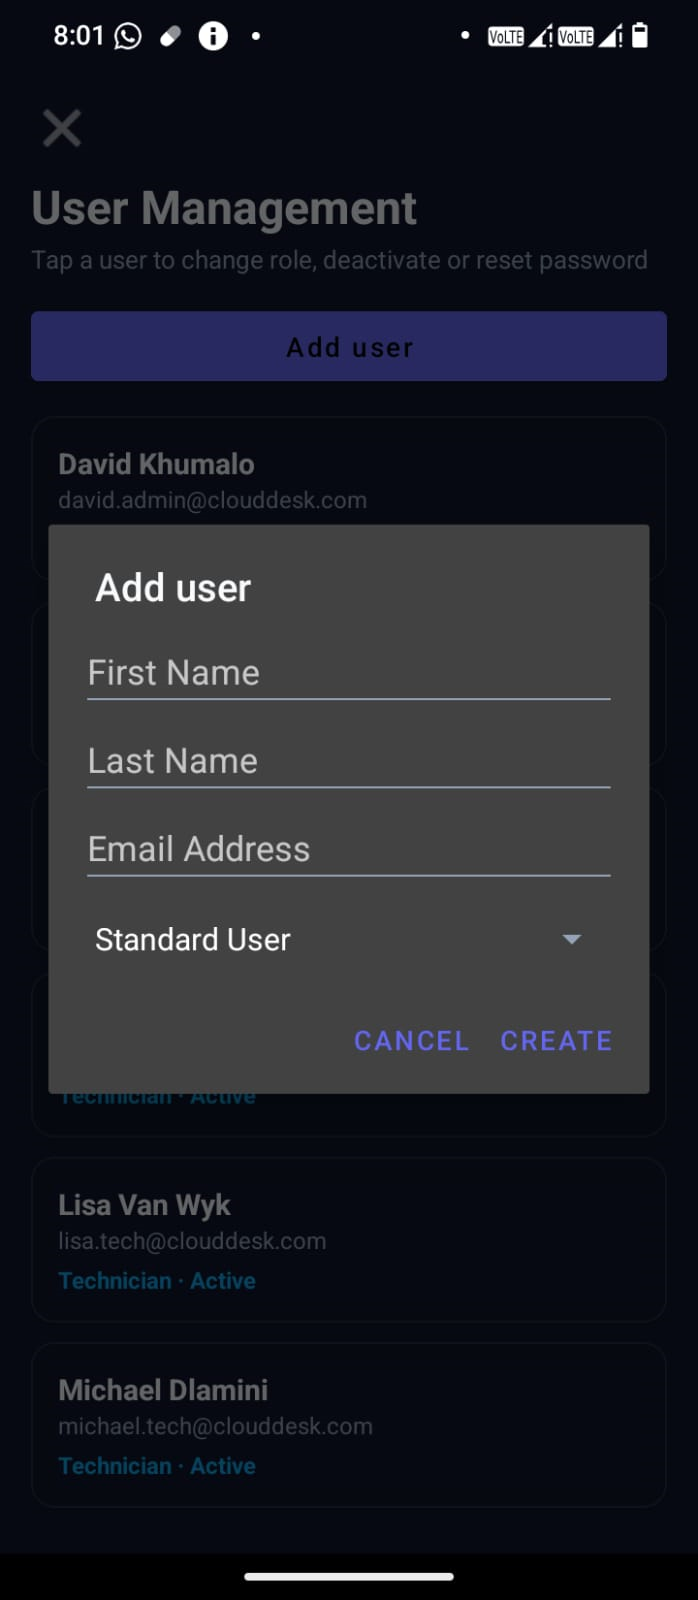 8:01
VoLTE VoLTE
User Management
Tap a user to change role, deactivate or reset password
Add user
David Khumalo
david.admin@clouddesk.com
Add user
First Name
Last Name
Email Address
Standard User
CANCEL CREATE
Technician · Active
Lisa Van Wyk
lisa.tech@clouddesk.com
Technician · Active
Michael Dlamini
michael.tech@clouddesk.com
Technician · Active